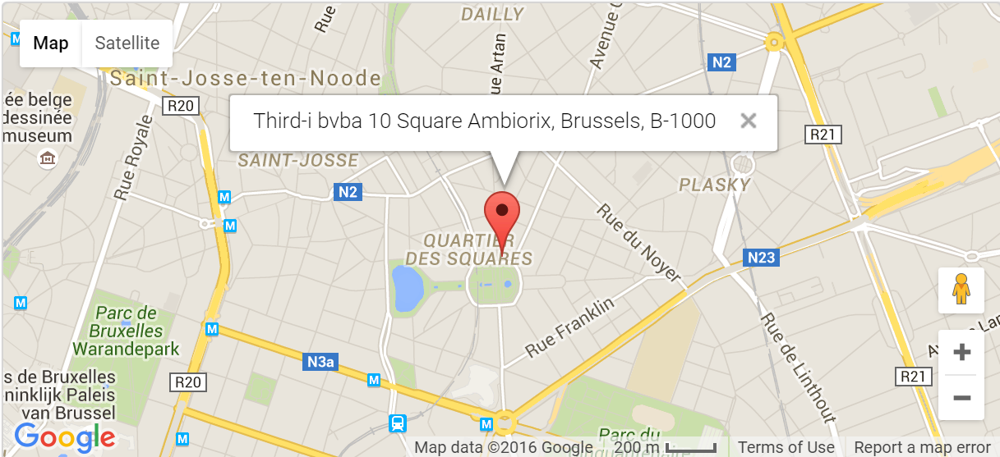 DAILLY
Rue
Avenue
ue Artan
Map
Satellite
M
N2
Saint-Josse-ten-Noode
ée belge
dessinée
museum
R20
Third-i bvba 10 Square Ambiorix, Brussels, B-1000
R21
Rue Royale
SAINT-JOSSE
PLASKY
N2
M
M
Rue du Noyer
QUARTIER
DES SQUARES
N23
M
Parc de
Bruxelles
Warandepark
M
Rue Franklin
Rue de Linthout
N3a
s de Bruxelles
ninklijk Paleis
van Brussel
R20
M
R21
M
M
Parc du
Google
Map data ©2016 Google
200 m
Terms of Use
Report a map error